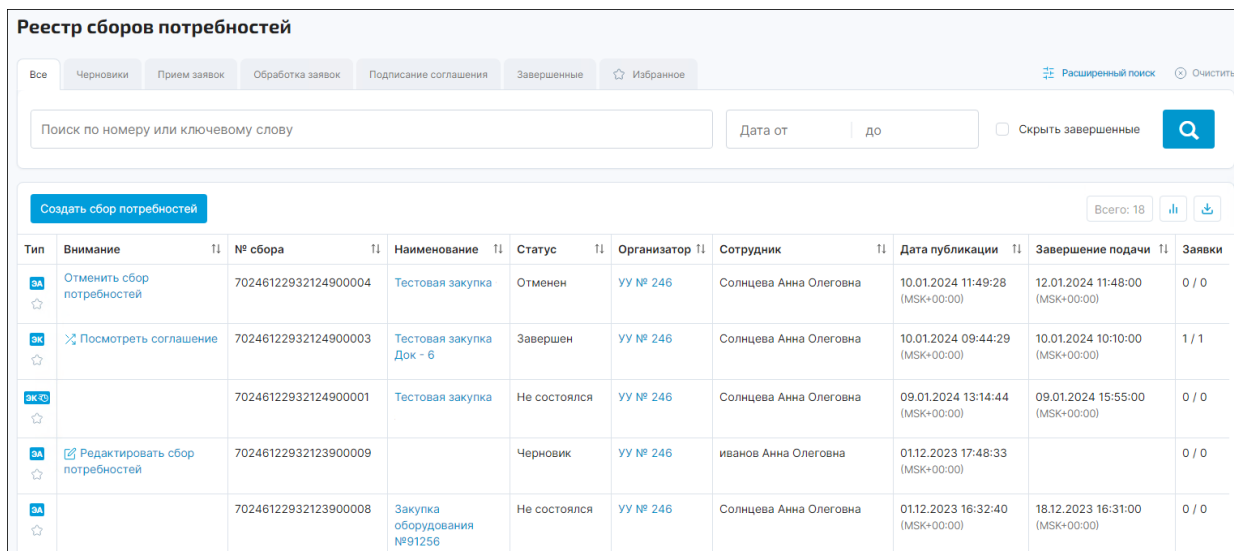 Реестр сборов потребностей
Все Черновики Прием заявок Обработка заявок Подписание соглашения Завершенные Избранное Расширенный поиск Очистить
Поиск по номеру или ключевому слову Дата от до Скрыть завершенные
Создать сбор потребностей Всего: 18
Тип Внимание № сбора Наименование Статус Организатор Сотрудник Дата публикации Завершение подачи Заявки
ЭА Отменить сбор 70246122932124900004 Тестовая закупка Отменен УУ № 246 Солнцева Анна Олеговна 10.01.2024 11:49:28 12.01.2024 11:48:00 0 / 0
потребностей (MSK+00:00) (MSK+00:00)
ЭК Посмотреть соглашение 70246122932124900003 Тестовая закупка Завершен УУ № 246 Солнцева Анна Олеговна 10.01.2024 09:44:29 10.01.2024 10:10:00 1 / 1
Док - 6 (MSK+00:00) (MSK+00:00)
ЭК 70246122932124900001 Тестовая закупка Не состоялся УУ № 246 Солнцева Анна Олеговна 09.01.2024 13:14:44 09.01.2024 15:55:00 0 / 0
(MSK+00:00) (MSK+00:00)
ЭА Редактировать сбор 70246122932123900009 Черновик УУ № 246 иванов Анна Олеговна 01.12.2023 17:48:33 0 / 0
потребностей (MSK+00:00)
ЭА 70246122932123900008 Закупка Не состоялся УУ № 246 Солнцева Анна Олеговна 01.12.2023 16:32:40 18.12.2023 16:31:00 0 / 0
оборудования (MSK+00:00) (MSK+00:00)
№91256